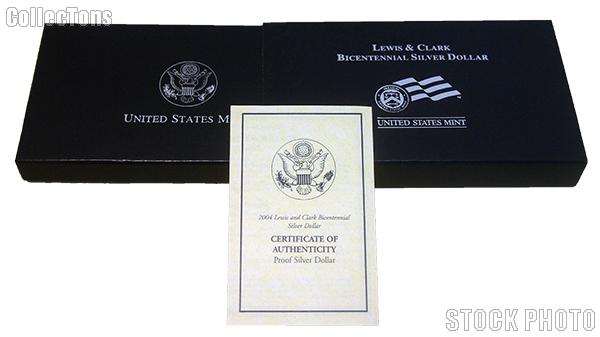 CollecTons
UNITED STATES M
LEWIS & CLARK
BICENTENNIAL SILVER DOLLAR
UNITED STATES MINT
2004 Lewis and Clark Bicentennial
Silver Dollar
CERTIFICATE OF
AUTHENTICITY
Proof Silver Dollar
STOCK PHOTO